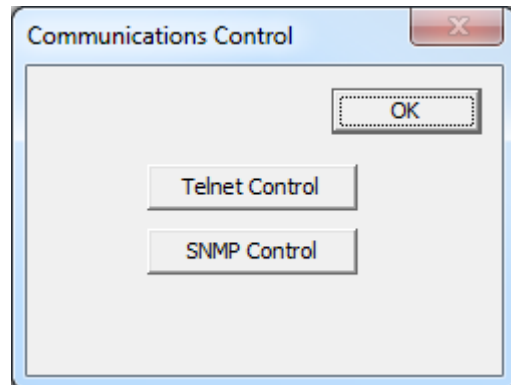 Communications Control
OK
Telnet Control
SNMP Control